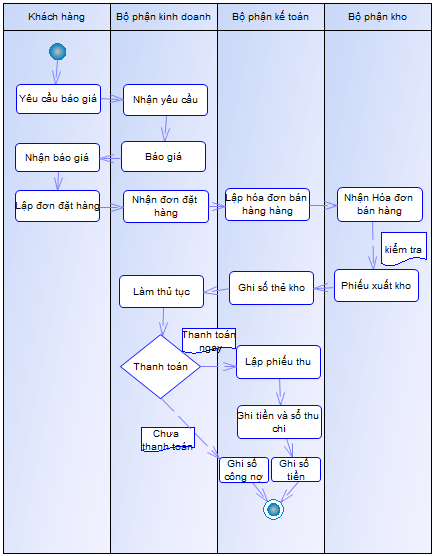 Khách hàng
Bộ phận kinh doanh
Bộ phận kế toán
Bộ phận kho
Yêu cầu báo giá
Nhận yêu cầu
Nhận báo giá
Báo giá
Lập đơn đặt hàng
Nhận đơn đặt
hàng
Lập hóa đơn bán
hàng hàng
Nhận Hóa đơn
bán hàng
kiểm tra
Làm thủ tục
Ghi số thẻ kho
Phiếu xuất kho
Thanh toán
ngay
Thanh toán
Lập phiếu thu
Ghi tiền và số thu
chi
Chưa
thanh toán
Ghi số
công nợ
Ghi số
tiền